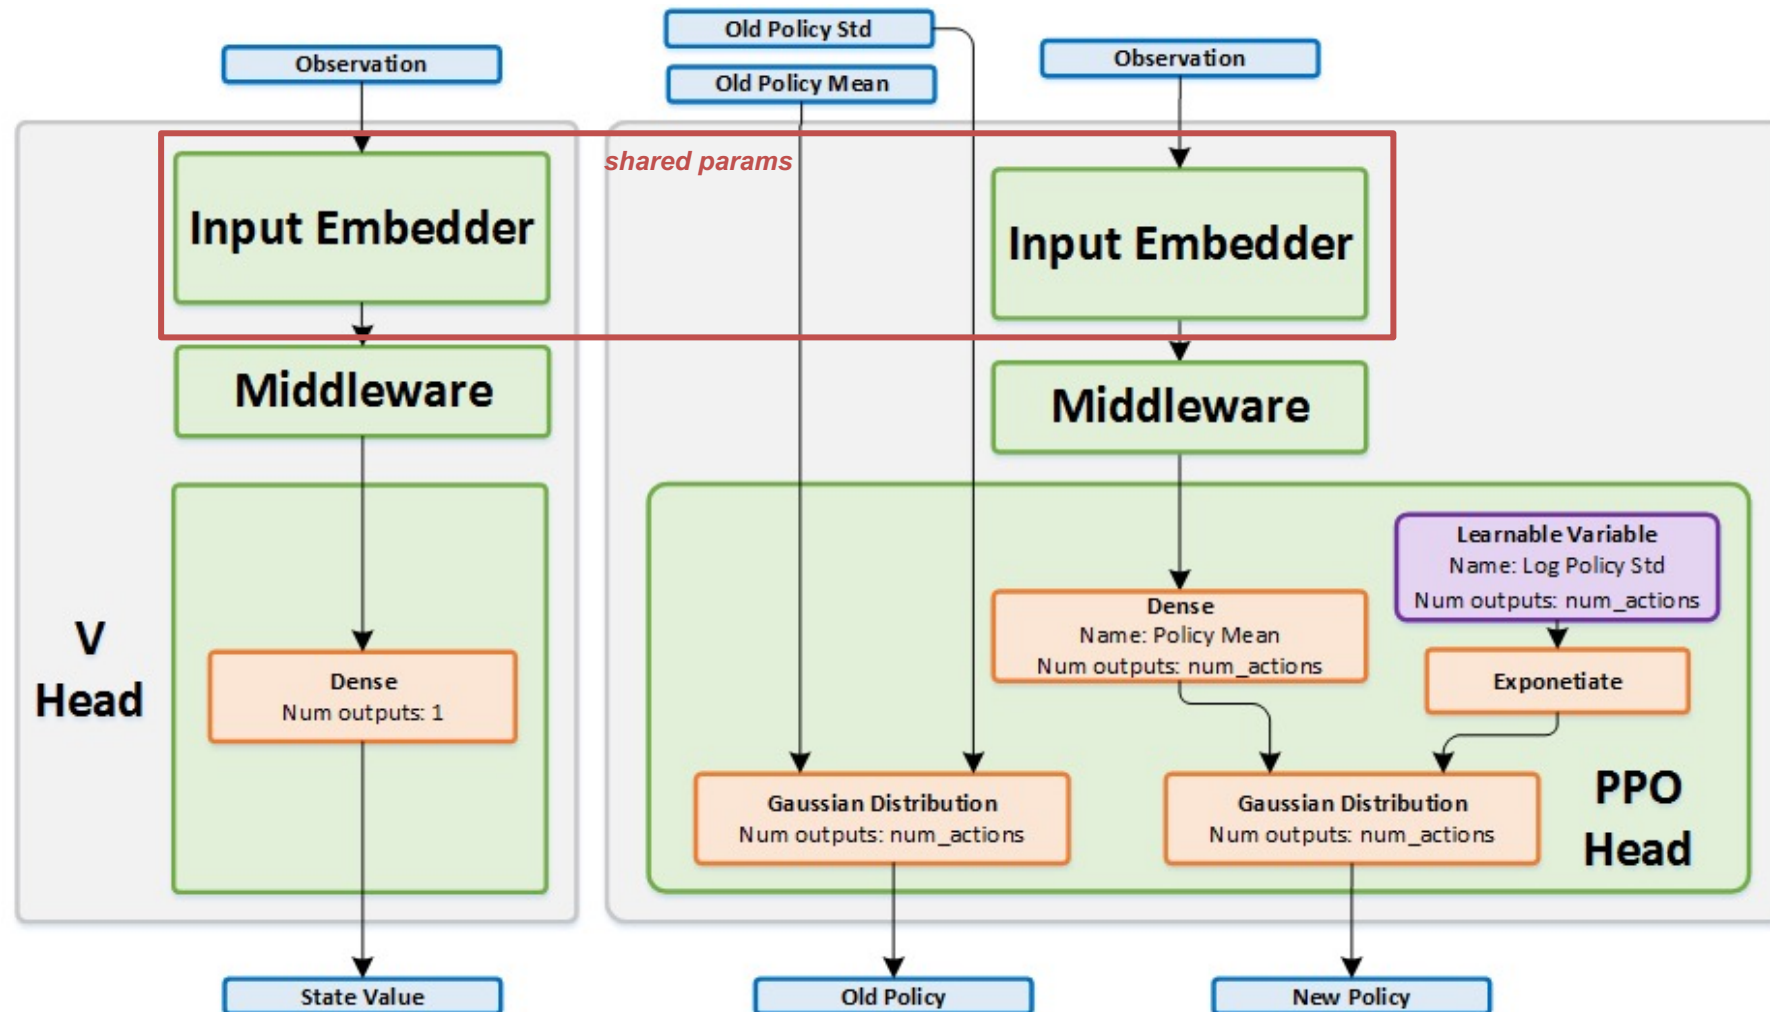 Observation
Old Policy Std
Old Policy Mean
Observation
shared params
Input Embedder
Input Embedder
Middleware
Middleware
V
Head
Dense
Num outputs: 1
Dense
Name: Policy Mean
Num outputs: num_actions
Learnable Variable
Name: Log Policy Std
Num outputs: num_actions
Exponetiate
Gaussian Distribution
Num outputs: num_actions
Gaussian Distribution
Num outputs: num_actions
PPO
Head
State Value
Old Policy
New Policy